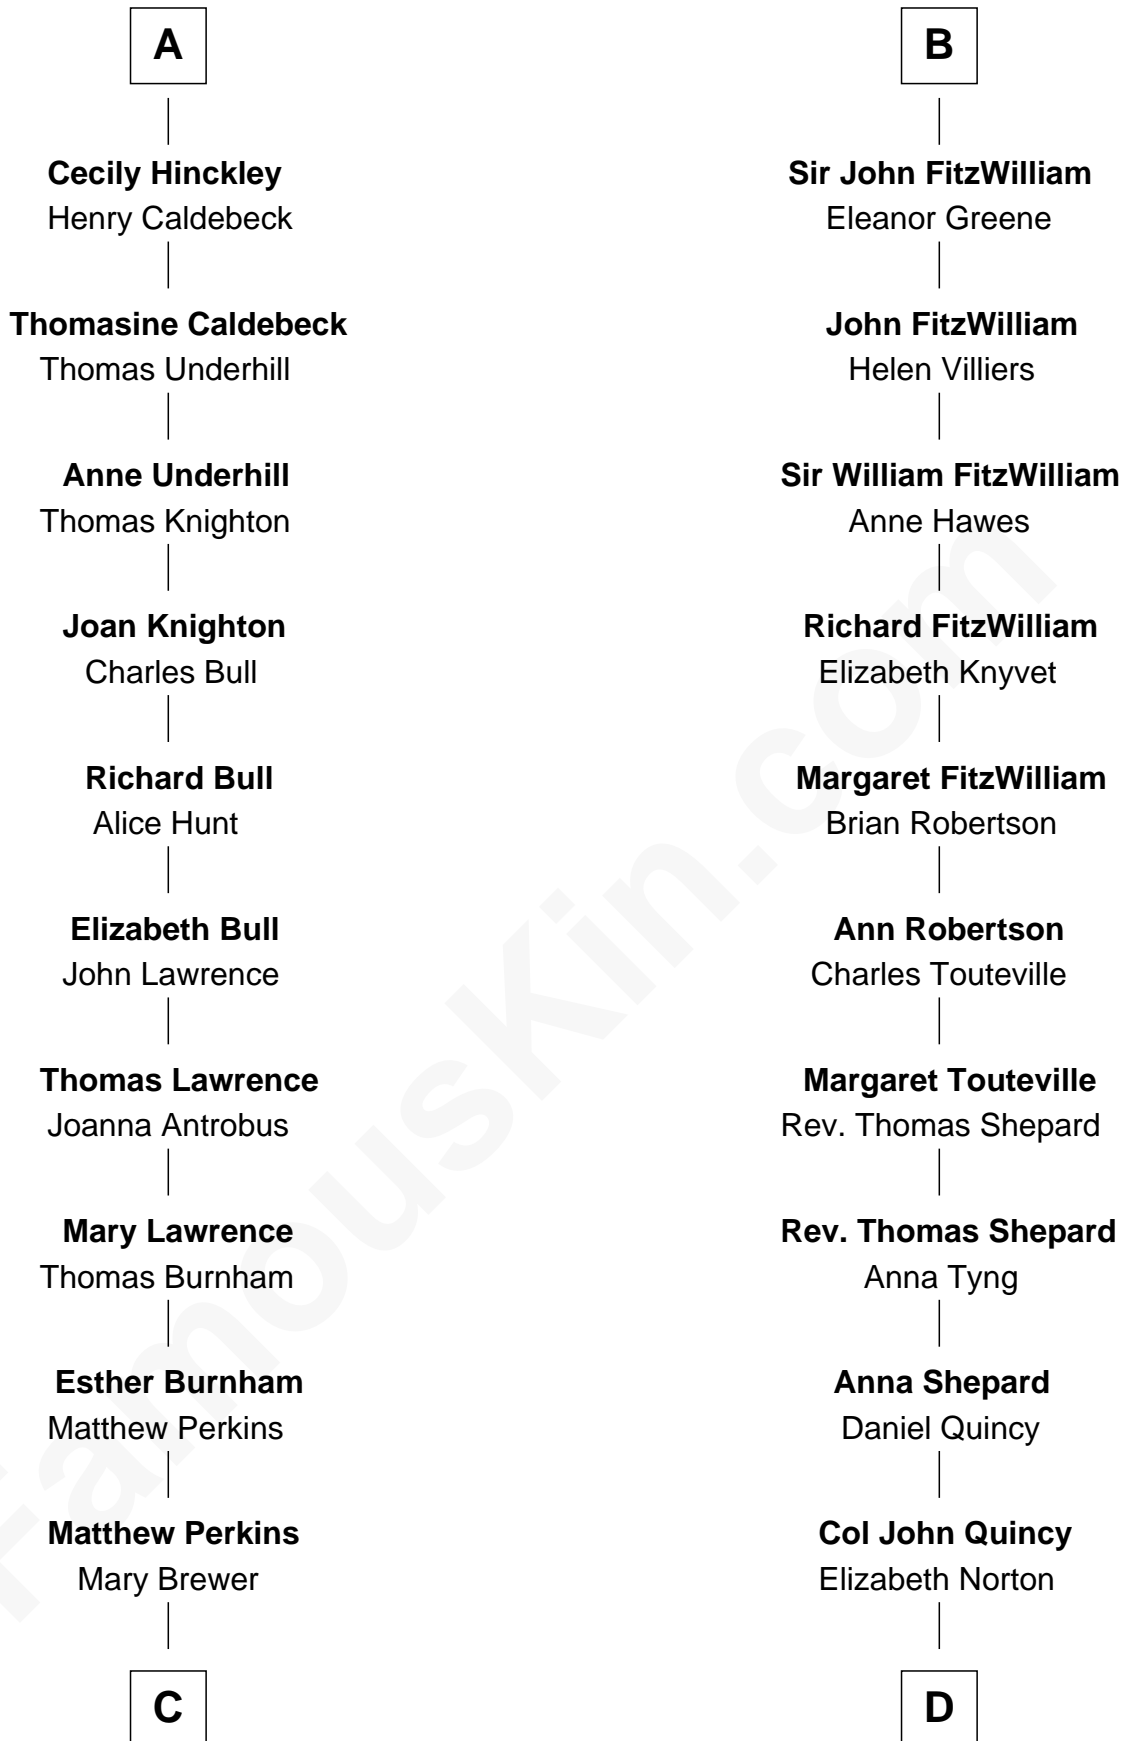 A
Cecily Hinckley
Henry Caldebeck
Thomasine Caldebeck
Thomas Underhill
Anne Underhill
Thomas Knighton
Joan Knighton
Charles Bull
Richard Bull
Alice Hunt
Elizabeth Bull
John Lawrence
Thomas Lawrence
Joanna Antrobus
Mary Lawrence
Thomas Burnham
Esther Burnham
Matthew Perkins
Matthew Perkins
Mary Brewer
C
B
Sir John FitzWilliam
Eleanor Greene
John FitzWilliam
Helen Villiers
Sir William FitzWilliam
Anne Hawes
Richard FitzWilliam
Elizabeth Knyvet
Margaret FitzWilliam
Brian Robertson
Ann Robertson
Charles Touteville
Margaret Touteville
Rev. Thomas Shepard
Rev. Thomas Shepard
Anna Tyng
Anna Shepard
Daniel Quincy
Col John Quincy
Elizabeth Norton
D
FamousKin.com